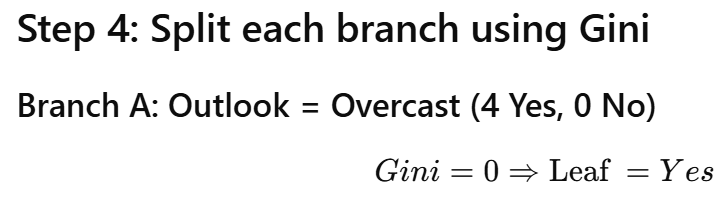 Step 4: Split each branch using Gini
Branch A: Outlook = Overcast (4 Yes, 0 No)
Gini = 0 ⇒ Leaf = Yes